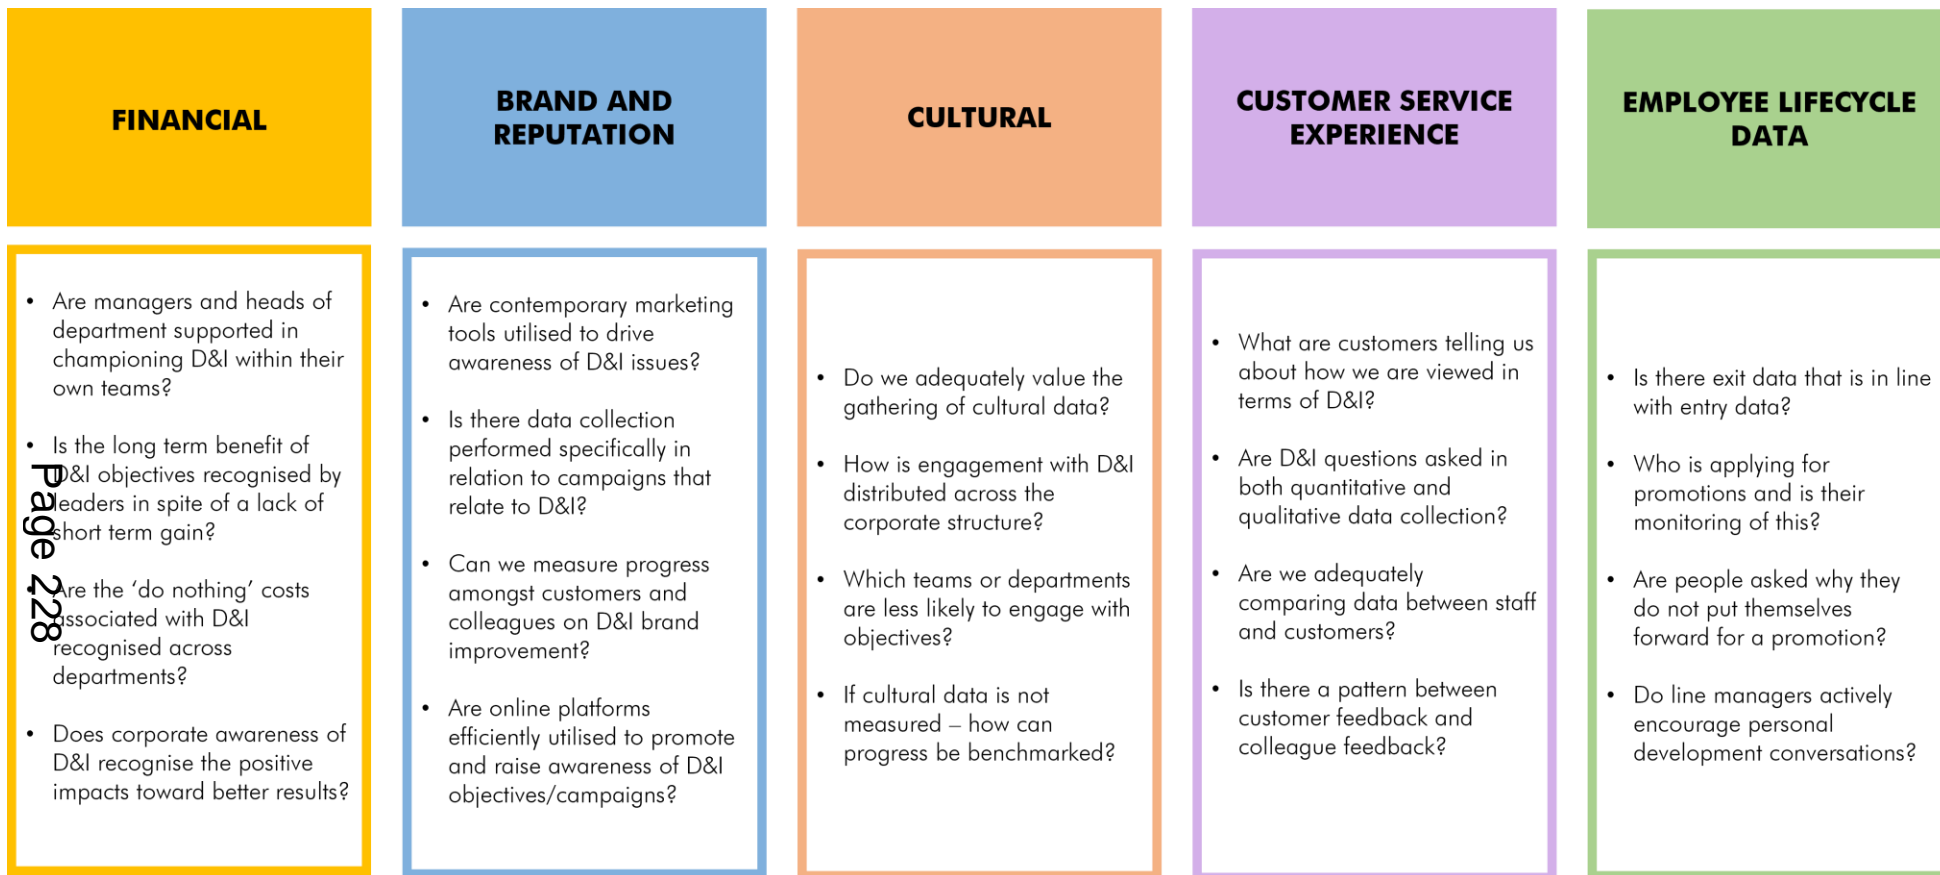 FINANCIAL
• Are managers and heads of
department supported in
championing D&I within their
own teams?
• Is the long term benefit of
D&I objectives recognised by
leaders in spite of a lack of
short term gain?
• Are the ‘do nothing’ costs
associated with D&I
recognised across
departments?
• Does corporate awareness of
D&I recognise the positive
impacts toward better results?
Page 228
BRAND AND
REPUTATION
• Are contemporary marketing
tools utilised to drive
awareness of D&I issues?
• Is there data collection
performed specifically in
relation to campaigns that
relate to D&I?
• Can we measure progress
amongst customers and
colleagues on D&I brand
improvement?
• Are online platforms
efficiently utilised to promote
and raise awareness of D&I
objectives/campaigns?
CULTURAL
• Do we adequately value the
gathering of cultural data?
• How is engagement with D&I
distributed across the
corporate structure?
• Which teams or departments
are less likely to engage with
objectives?
• If cultural data is not
measured – how can
progress be benchmarked?
CUSTOMER SERVICE
EXPERIENCE
• What are customers telling us
about how we are viewed in
terms of D&I?
• Are D&I questions asked in
both quantitative and
qualitative data collection?
• Are we adequately
comparing data between staff
and customers?
• Is there a pattern between
customer feedback and
colleague feedback?
EMPLOYEE LIFECYCLE
DATA
• Is there exit data that is in line
with entry data?
• Who is applying for
promotions and is their
monitoring of this?
• Are people asked why they
do not put themselves
forward for a promotion?
• Do line managers actively
encourage personal
development conversations?